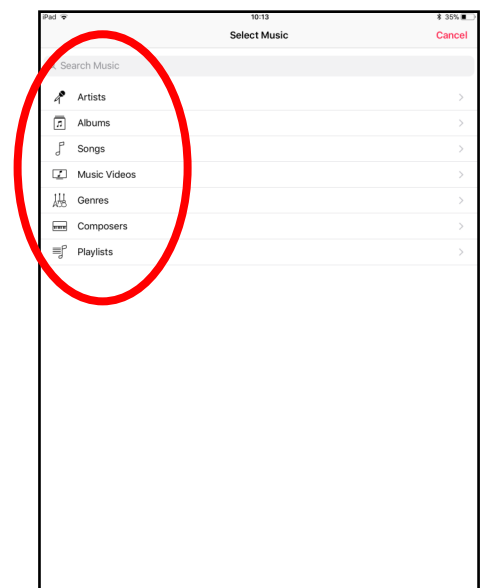 iPad 10:13 35%
Select Music Cancel
Search Music
Artists
Albums
Songs
Music Videos
Genres
Composers
Playlists